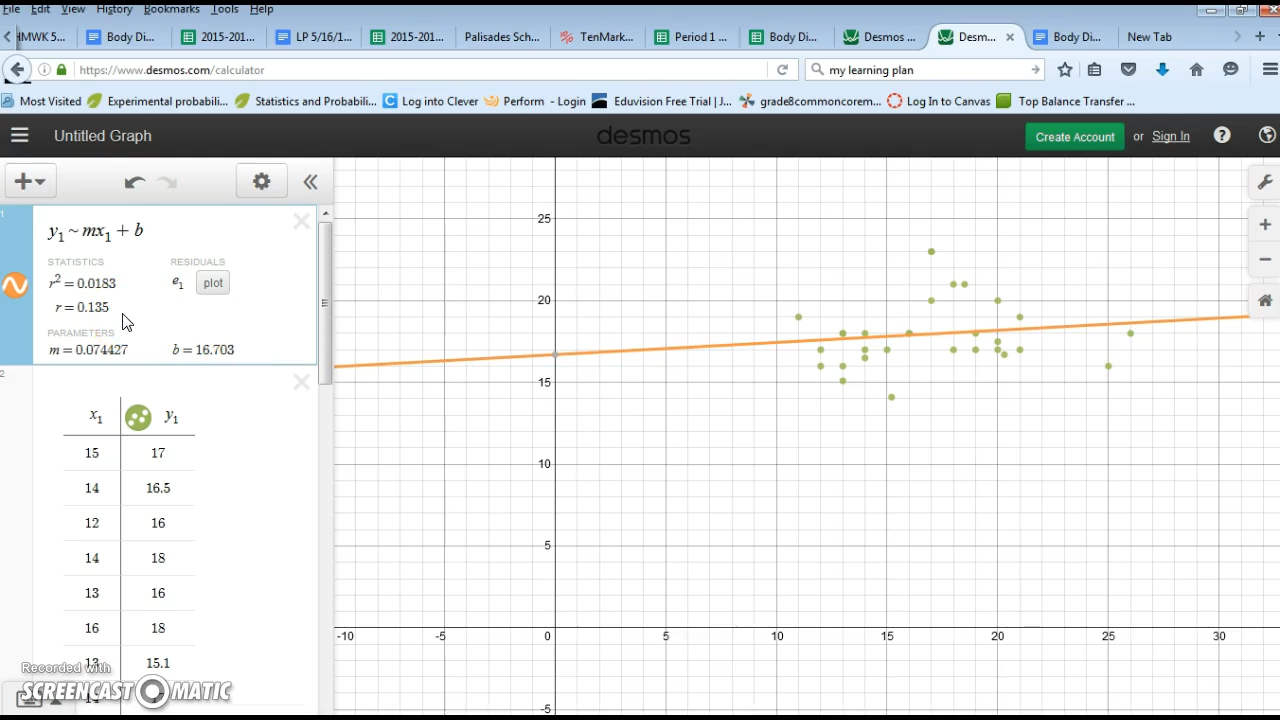 File Edit View History Bookmarks Tools Help
HMWK 5... Body Di... 2015-201... LP 5/16/1... 2015-201... Palisades Sch... TenMark... Period 1 ... Body Di... Desmos ... Desm... Body Di... New Tab
https://www.desmos.com/calculator my learning plan
Most Visited Experimental probabili... Statistics and Probabili... Log into Clever Perform - Login Eduvision Free Trial | J... grade8commoncorem... Log In to Canvas Top Balance Transfer ...
Untitled Graph desmos Create Account or Sign In
1
y₁ ~ mx₁ + b
STATISTICS RESIDUALS
r² = 0.0183 e₁ plot
r = 0.135
PARAMETERS
m = 0.074427 b = 16.703
2
x₁ y₁
15 17
14 16.5
12 16
14 18
13 16
16 18
13 15.1
25
20
15
10
5
-10 -5 0 5 10 15 20 25 30
-5
Recorded with
SCREENCAST MATIC